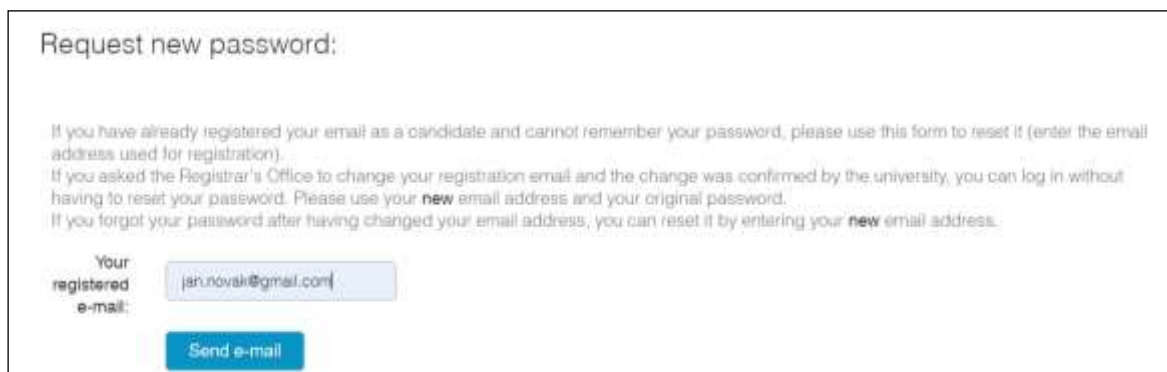 Request new password:
If you have already registered your email as a candidate and cannot remember your password, please use this form to reset it (enter the email
address used for registration).
If you asked the Registrar's Office to change your registration email and the change was confirmed by the university, you can log in without
having to reset your password. Please use your new email address and your original password.
If you forgot your password after having changed your email address, you can reset it by entering your new email address.
Your
registered
e-mail:
jan.novak@gmail.com
Send e-mail